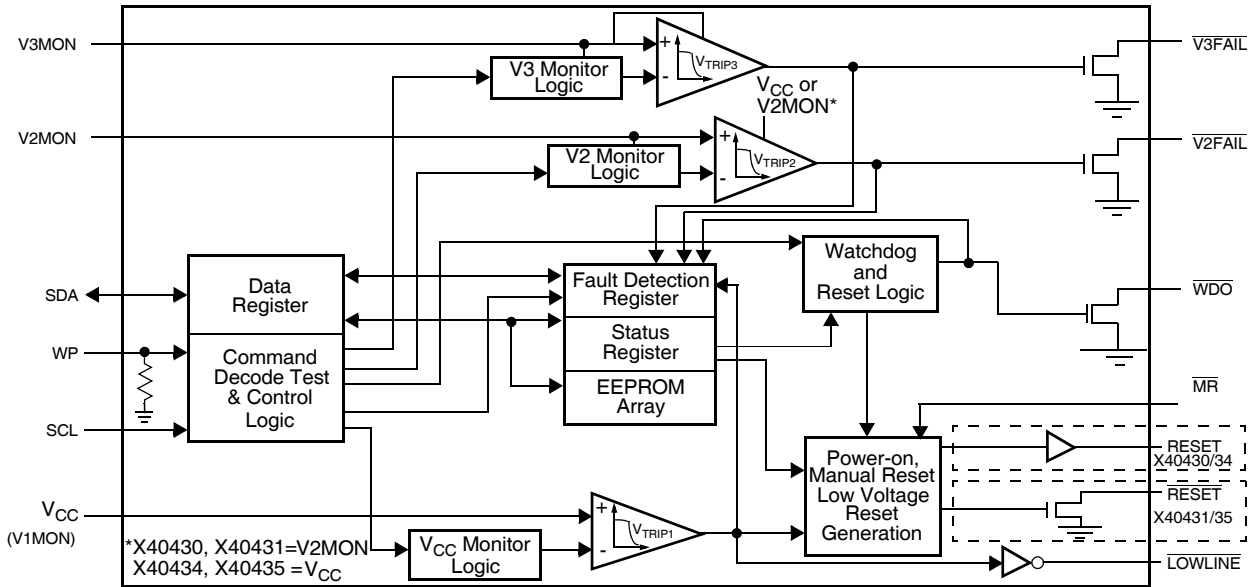 V3MON
V3 Monitor
Logic
+
-
VTRIP3
V3FAIL
VCC or
V2MON*
V2MON
V2 Monitor
Logic
+
-
VTRIP2
V2FAIL
SDA
WP
SCL
Data
Register
Command
Decode Test
& Control
Logic
Fault Detection
Register
Status
Register
EEPROM
Array
Watchdog
and
Reset Logic
WDO
MR
Power-on,
Manual Reset
Low Voltage
Reset
Generation
RESET
X40430/34
RESET
X40431/35
LOWLINE
VCC
(V1MON)
VCC Monitor
Logic
+
-
VTRIP1
*X40430, X40431=V2MON
X40434, X40435 =VCC